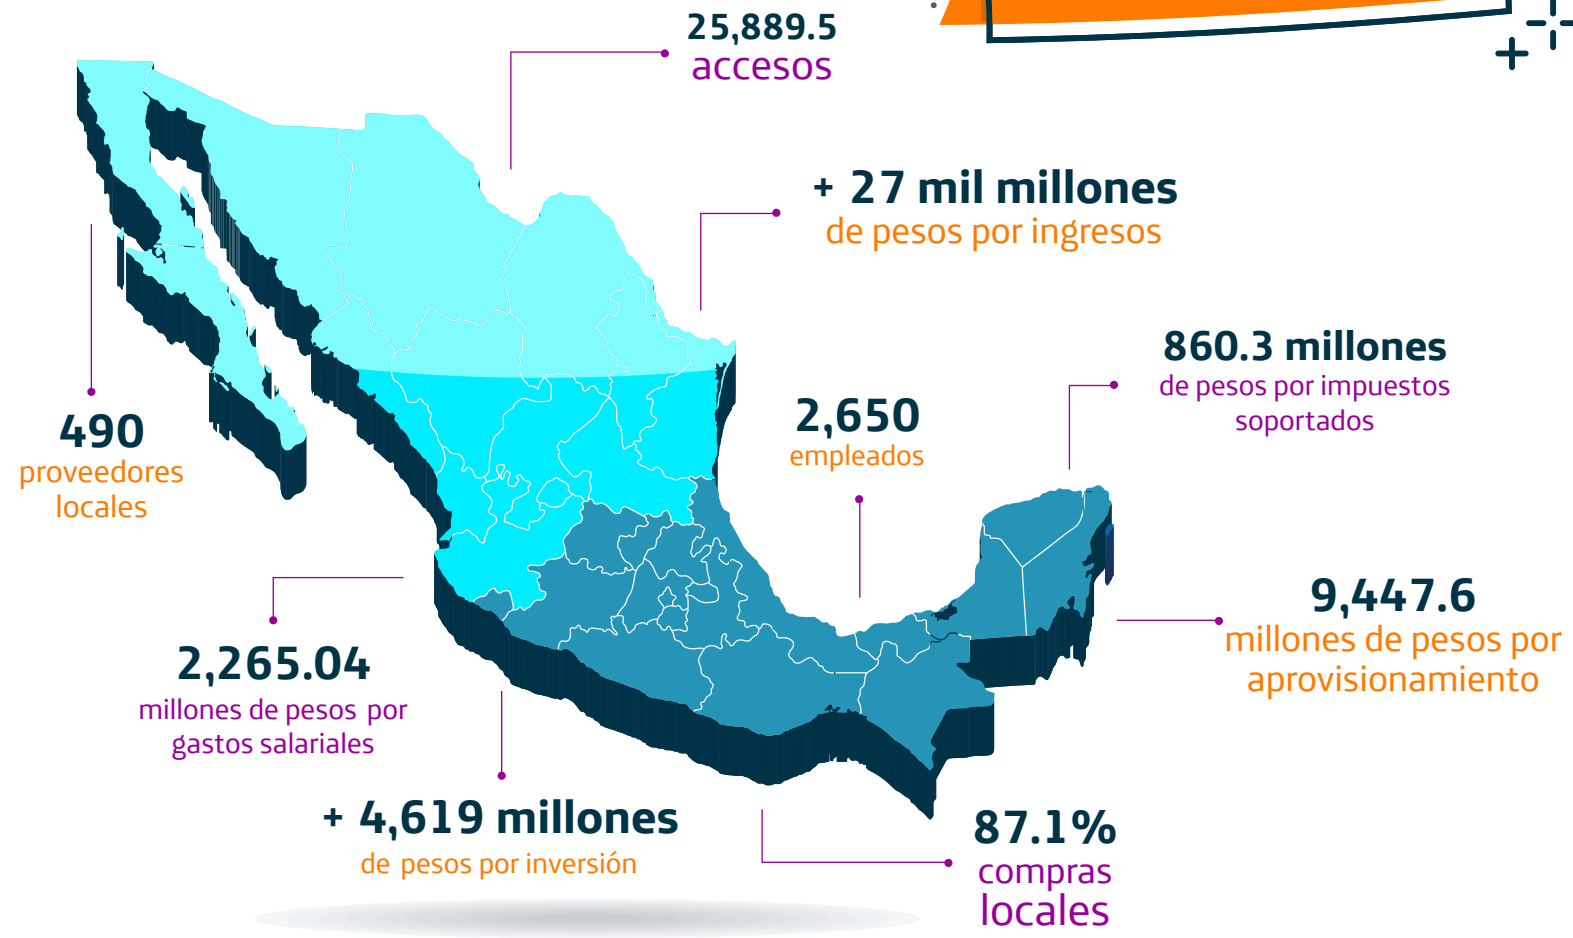 25,889.5
accesos
+ 27 mil millones
de pesos por ingresos
860.3 millones
de pesos por impuestos
soportados
2,650
empleados
490
proveedores
locales
9,447.6
millones de pesos por
aprovisionamiento
2,265.04
millones de pesos por
gastos salariales
+ 4,619 millones
de pesos por inversión
87.1%
compras
locales